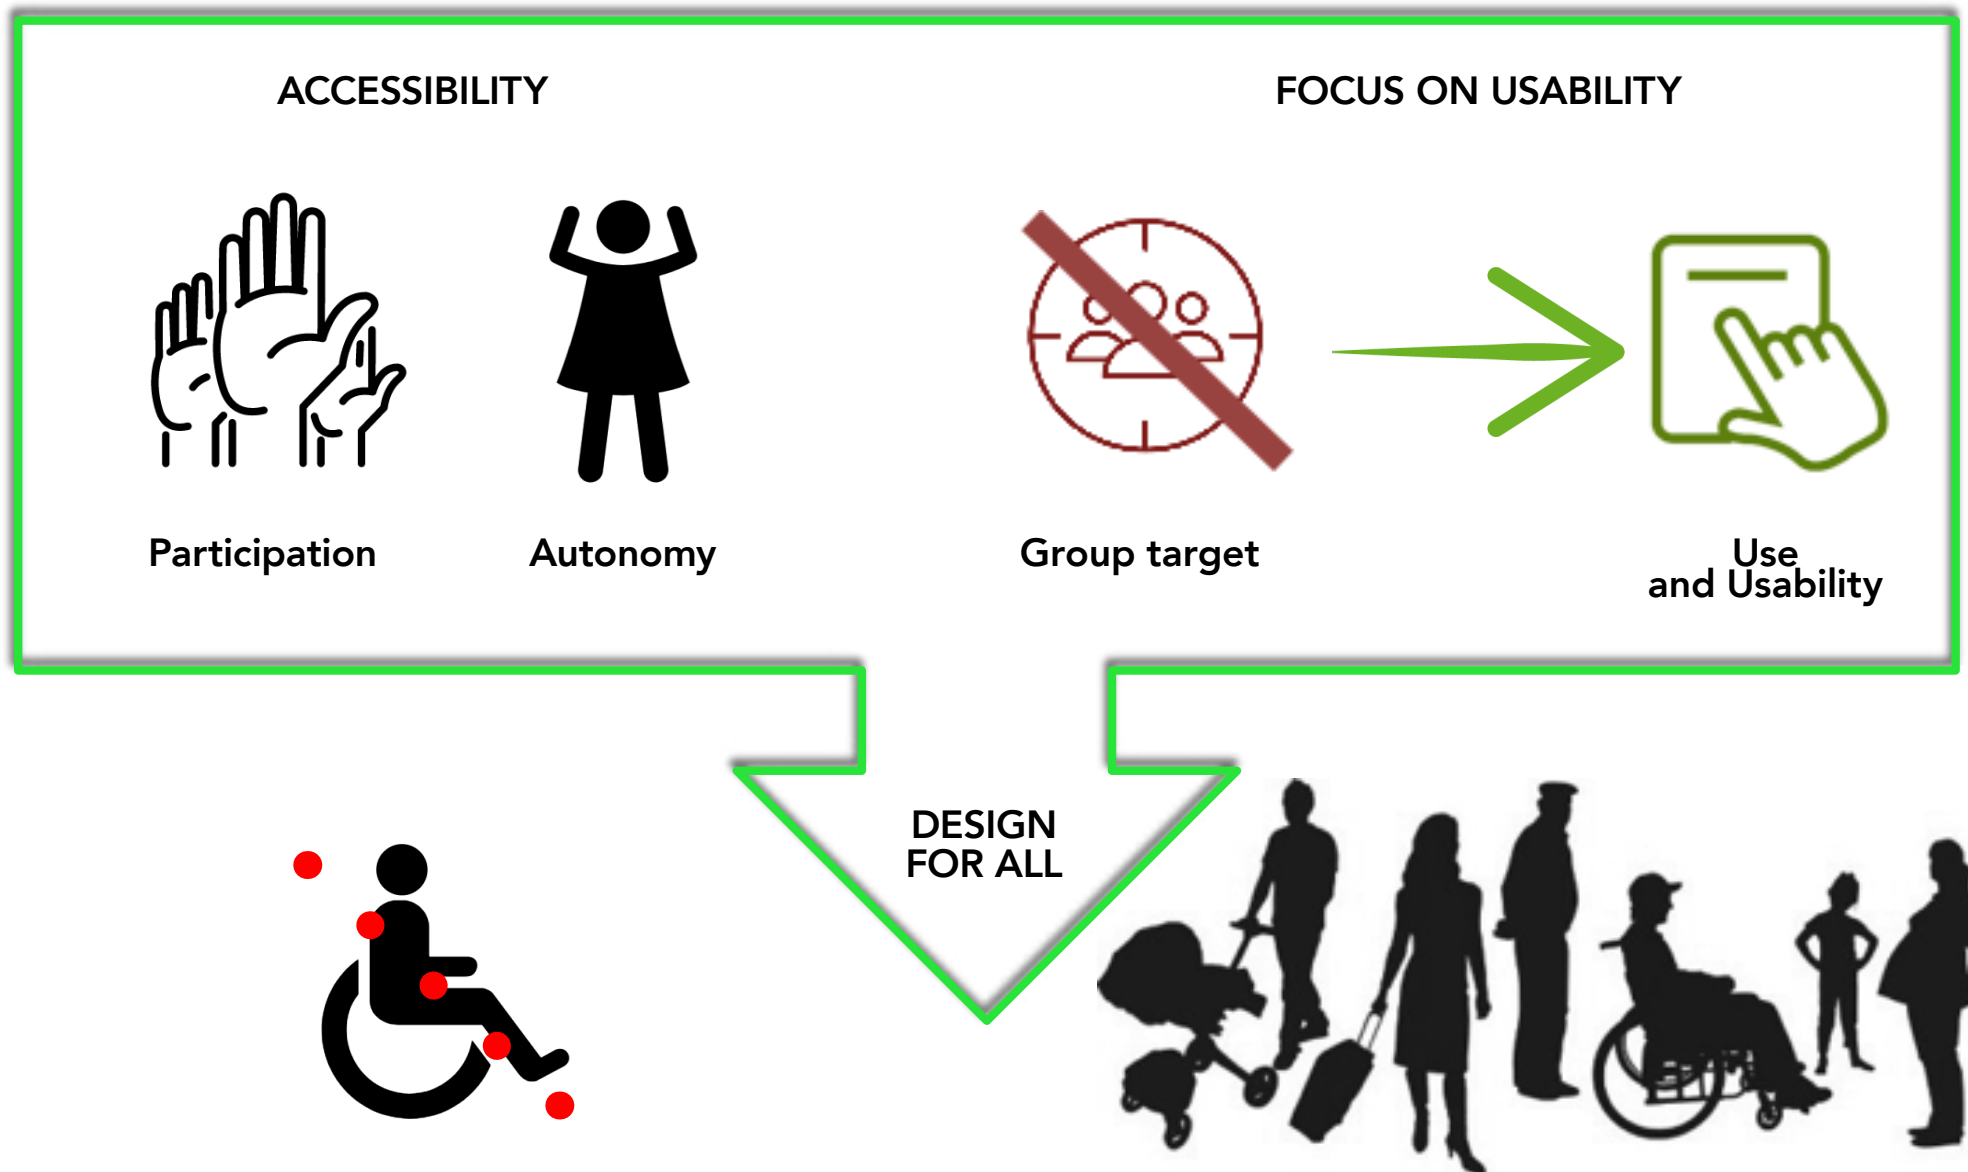 ACCESSIBILITY
FOCUS ON USABILITY
Participation
Autonomy
Group target
Use
and Usability
DESIGN
FOR ALL